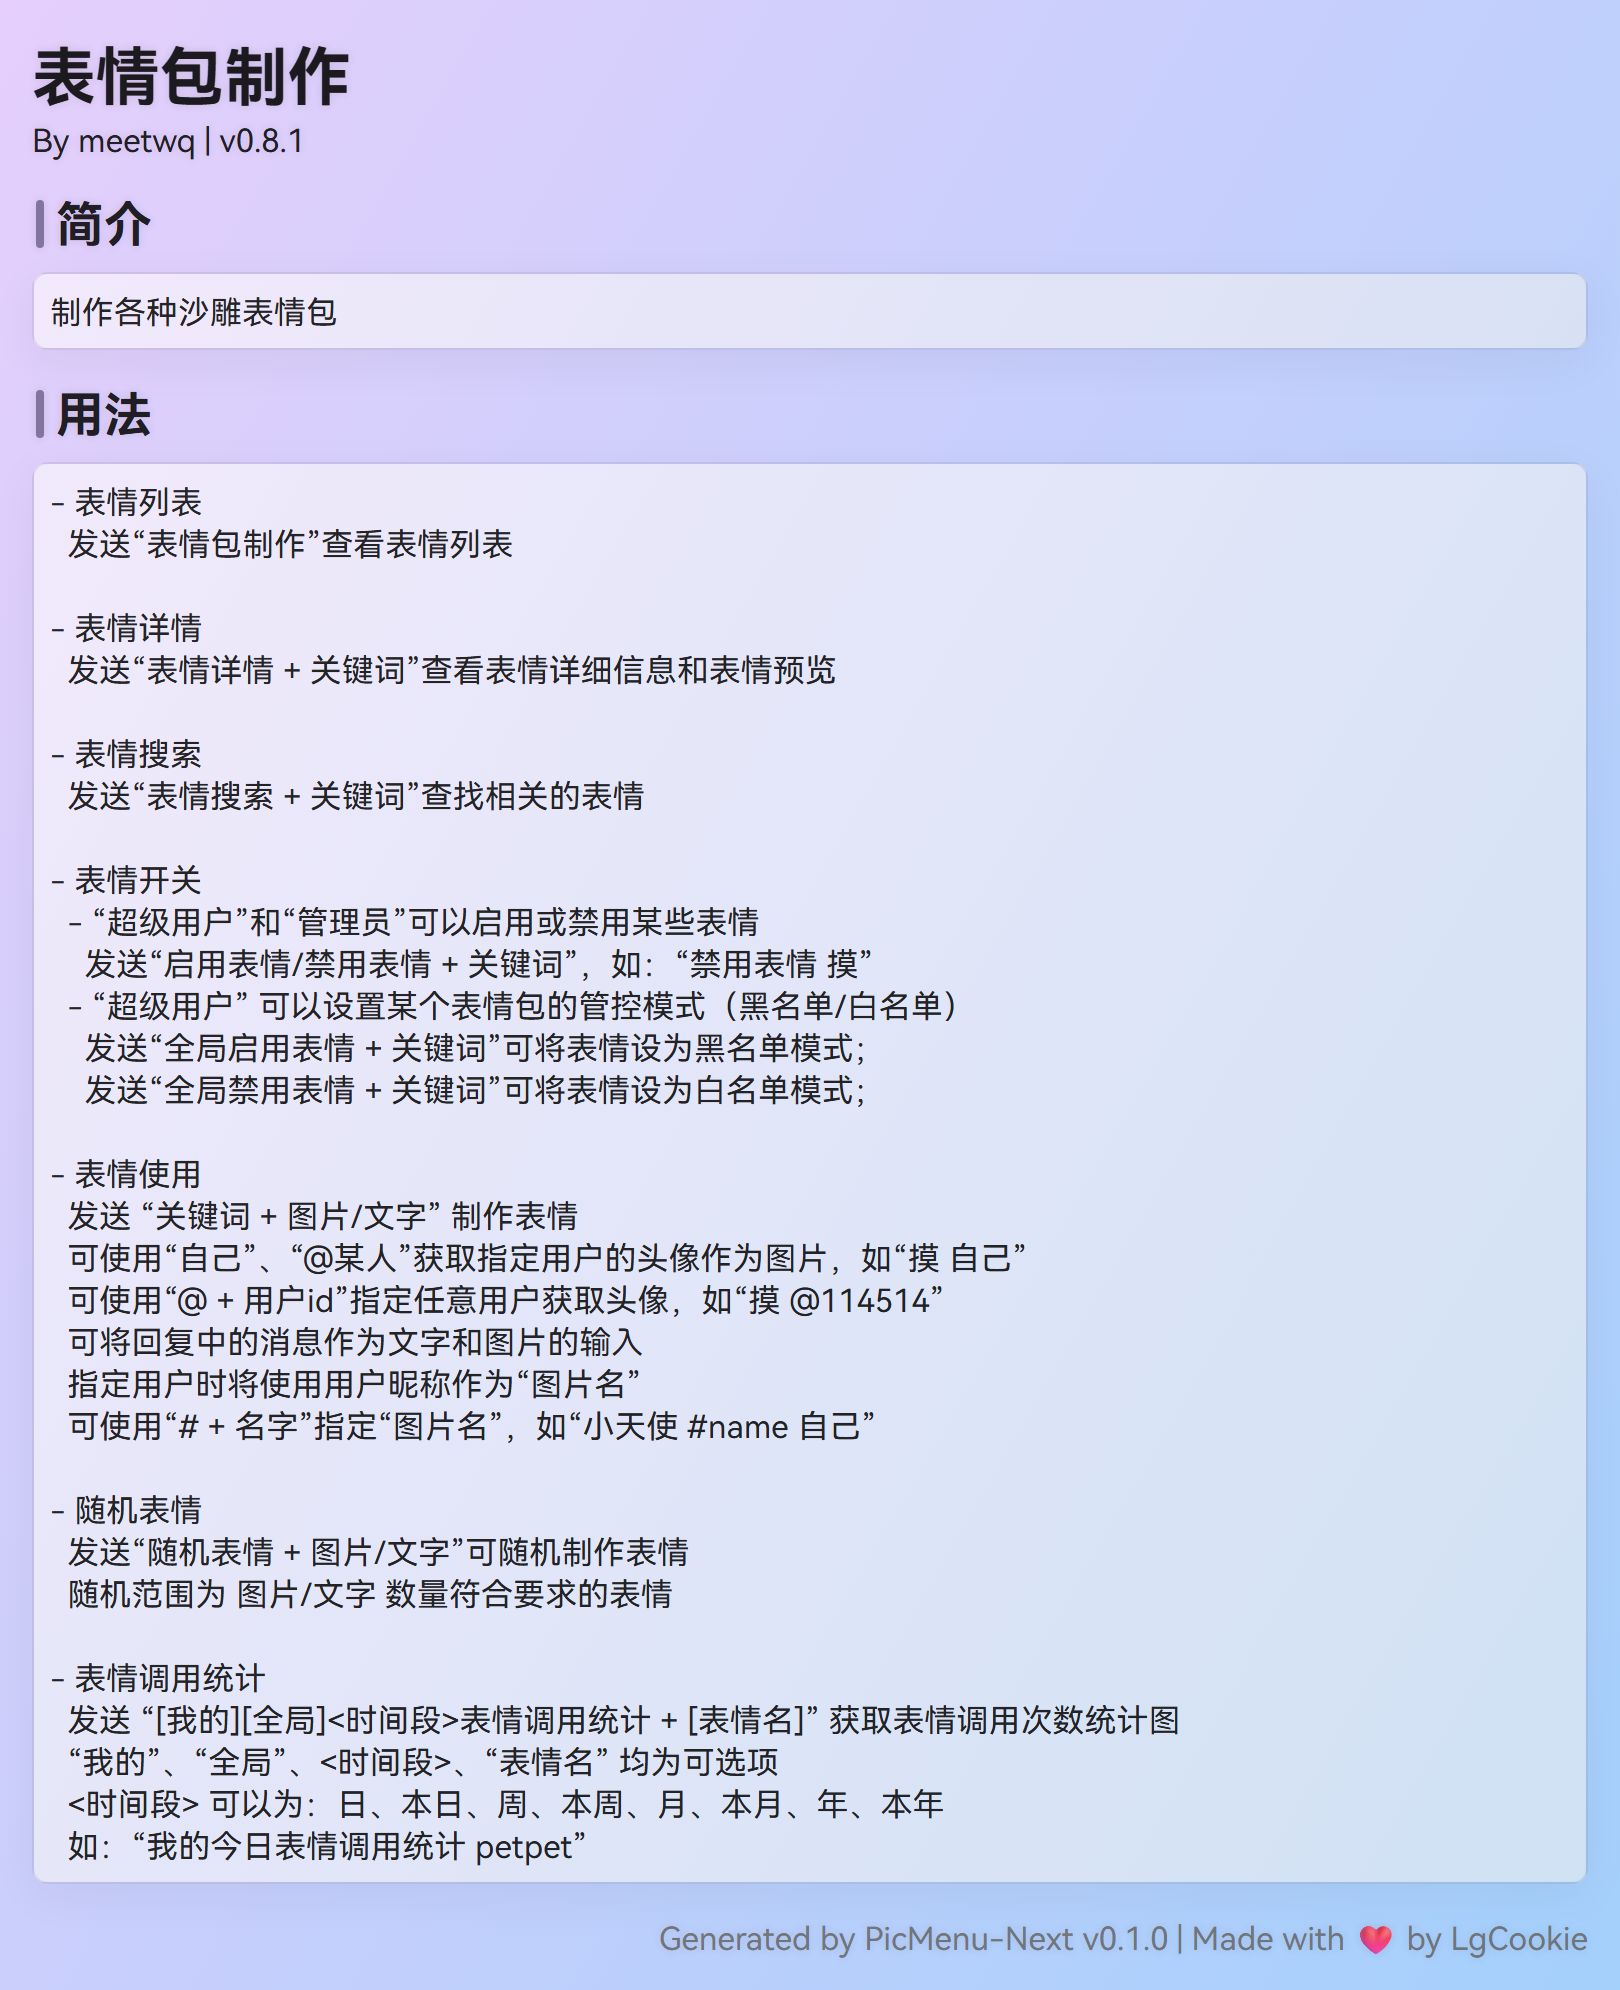 表情包制作
By meetwq | v0.8.1
简介
制作各种沙雕表情包
用法
- 表情列表
发送“表情包制作”查看表情列表
- 表情详情
发送“表情详情 + 关键词”查看表情详细信息和表情预览
- 表情搜索
发送“表情搜索 + 关键词”查找相关的表情
- 表情开关
- “超级用户”和“管理员”可以启用或禁用某些表情
发送“启用表情/禁用表情 + 关键词”，如：“禁用表情 摸”
- “超级用户” 可以设置某个表情包的管控模式（黑名单/白名单）
发送“全局启用表情 + 关键词”可将表情设为黑名单模式；
发送“全局禁用表情 + 关键词”可将表情设为白名单模式；
- 表情使用
发送 “关键词 + 图片/文字” 制作表情
可使用“自己”、“@某人”获取指定用户的头像作为图片，如“摸 自己”
可使用“@ + 用户id”指定任意用户获取头像，如“摸 @114514”
可将回复中的消息作为文字和图片的输入
指定用户时将使用用户昵称作为“图片名”
可使用“# + 名字”指定“图片名”，如“小天使 #name 自己”
- 随机表情
发送“随机表情 + 图片/文字”可随机制作表情
随机范围为 图片/文字 数量符合要求的表情
- 表情调用统计
发送 “[我的][全局]<时间段>表情调用统计 + [表情名]” 获取表情调用次数统计图
“我的”、“全局”、<时间段>、“表情名” 均为可选项
<时间段> 可以为：日、本日、周、本周、月、本月、年、本年
如：“我的今日表情调用统计 petpet”
Generated by PicMenu-Next v0.1.0 | Made with ❤️ by LgCookie